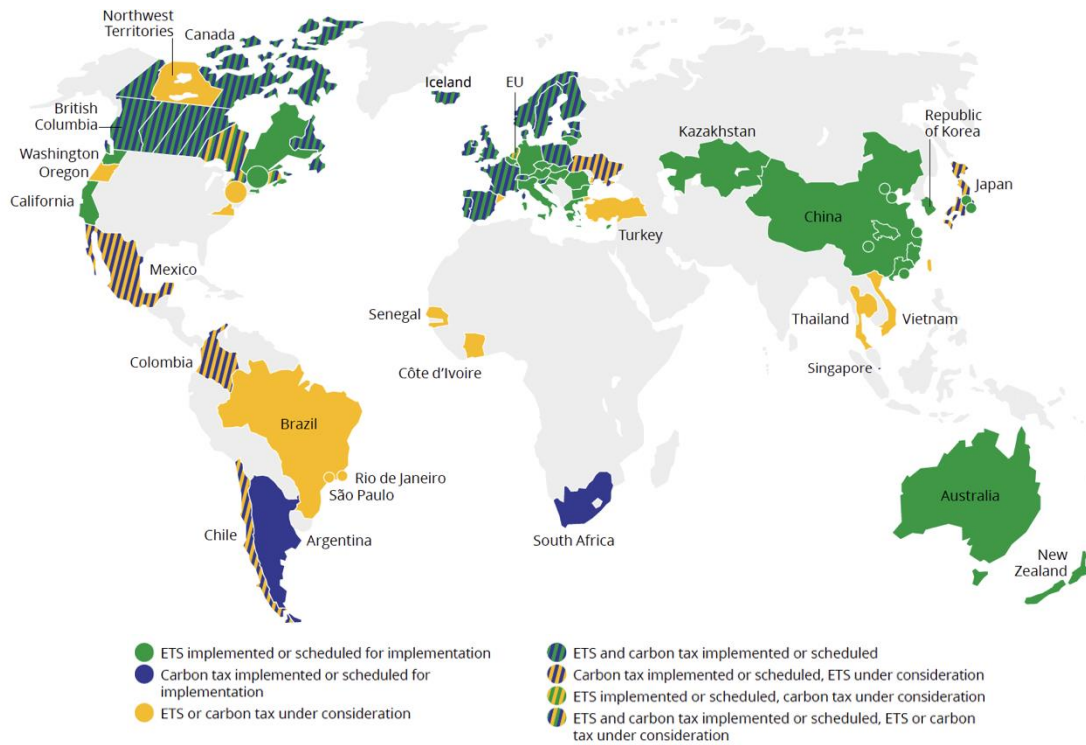 Northwest
Territories
Canada
British
Columbia
Washington
Oregon
California
Mexico
Colombia
Brazil
Rio de Janeiro
São Paulo
Chile
Argentina
Iceland
EU
Turkey
Senegal
Côte d’Ivoire
South Africa
Kazakhstan
Republic
of Korea
Japan
China
Thailand
Vietnam
Singapore
Australia
New
Zealand
ETS implemented or scheduled for implementation
Carbon tax implemented or scheduled for
implementation
ETS or carbon tax under consideration
ETS and carbon tax implemented or scheduled
Carbon tax implemented or scheduled, ETS under consideration
ETS implemented or scheduled, carbon tax under consideration
ETS and carbon tax implemented or scheduled, ETS or carbon
tax under consideration